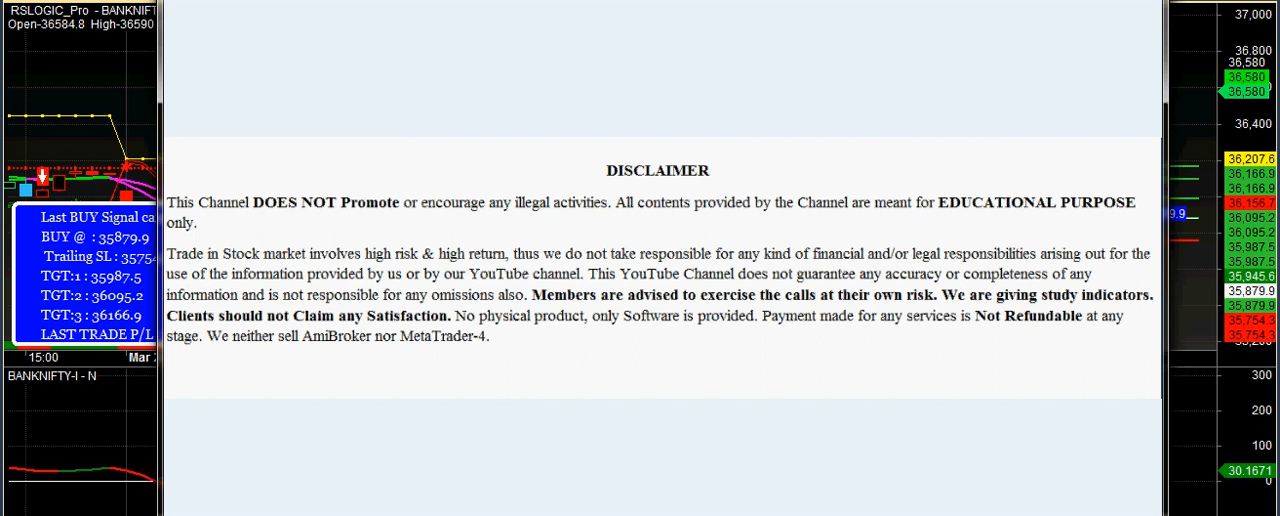 RSLOGIC_Pro - BANKNIFT
Open-36584.8 High-36590
Last BUY Signal
BUY @ : 35879.9
Trailing SL : 3575
TGT:1 : 35987.5
TGT:2 : 36095.2
TGT:3 : 36166.9
LAST TRADE P/L
15:00 Mar
BANKNIFTY-I - N
DISCLAIMER
This Channel DOES NOT Promote or encourage any illegal activities. All contents provided by the Channel are meant for EDUCATIONAL PURPOSE
only.
Trade in Stock market involves high risk & high return, thus we do not take responsible for any kind of financial and/or legal responsibilities arising out for the
use of the information provided by us or by our YouTube channel. This YouTube Channel does not guarantee any accuracy or completeness of any
information and is not responsible for any omissions also. Members are advised to exercise the calls at their own risk. We are giving study indicators.
Clients should not Claim any Satisfaction. No physical product, only Software is provided. Payment made for any services is Not Refundable at any
stage. We neither sell AmiBroker nor MetaTrader-4.
9.9
37,000
36,800
36,580
36,580
36,580
36,400
36,207.6
36,166.9
36,166.9
36,156.7
36,095.2
36,095.2
35,987.5
35,987.5
35,945.6
35,879.9
35,879.9
35,754.3
35,754.3
300
200
100
30.1671
0